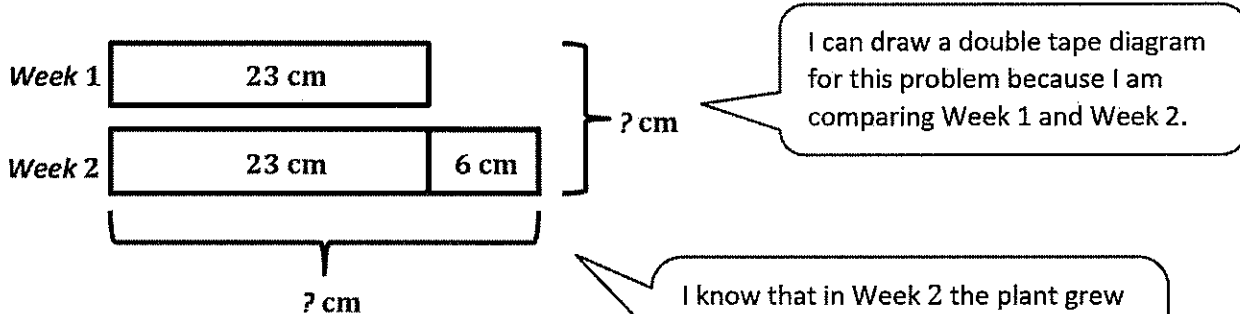 Week 1 23 cm
Week 2 23 cm 6 cm
? cm
? cm
I can draw a double tape diagram
for this problem because I am
comparing Week 1 and Week 2.
I know that in Week 2 the plant grew